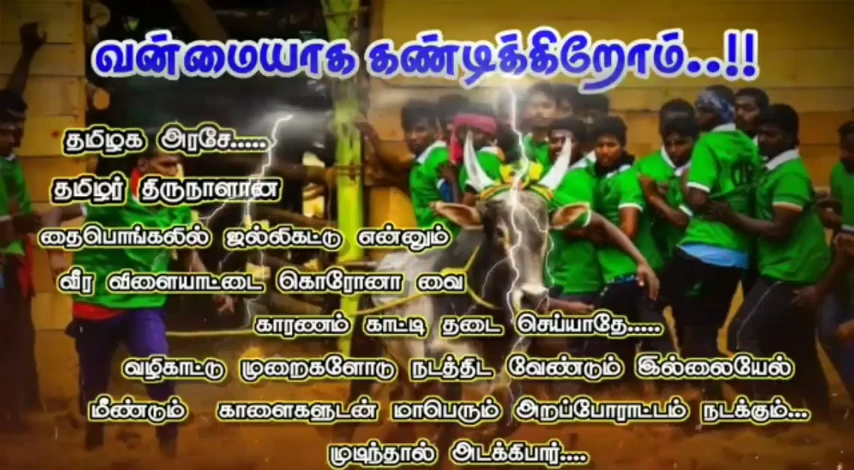 வன்மையாக கண்டிக்கிறோம்..!!
தமிழக அரசே.....
தமிழர் திருநாளான
தைபொங்கலில் ஜல்லிகட்டு என்னும்
வீர விளையாட்டை கொரோனா வை
காரணம் காட்டி தடை செய்யாதே.....
வழிகாட்டு முறைகளோடு நடத்திட வேண்டும் இல்லையேல்
மீண்டும் காளைகளுடன் மாபெரும் அறப்போராட்டம் நடக்கும்...
முடிந்தால் அடக்கிபார்....